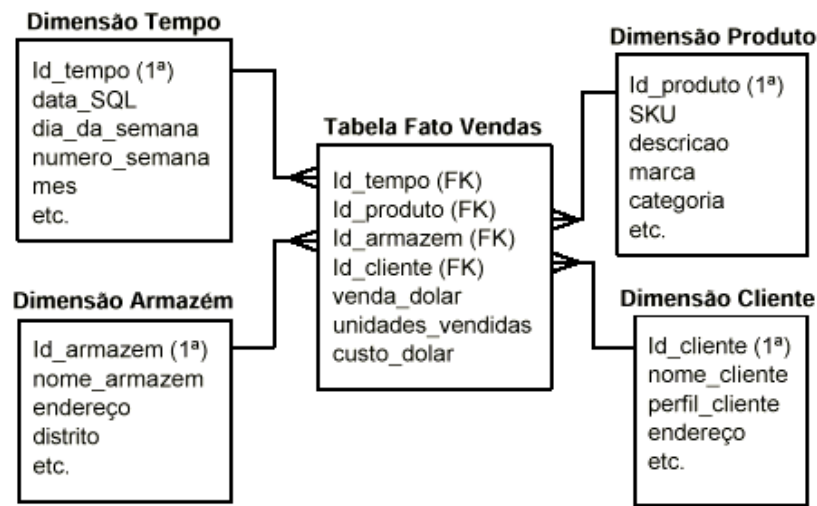 Dimensão Tempo
Id_tempo (1ª)
data_SQL
dia_da_semana
numero_semana
mes
etc.
Dimensão Produto
Id_produto (1ª)
SKU
descricao
marca
categoria
etc.
Tabela Fato Vendas
Id_tempo (FK)
Id_produto (FK)
Id_armazem (FK)
Id_cliente (FK)
venda_dolar
unidades_vendidas
custo_dolar
Dimensão Armazém
Id_armazem (1ª)
nome_armazem
endereço
distrito
etc.
Dimensão Cliente
Id_cliente (1ª)
nome_cliente
perfil_cliente
endereço
etc.